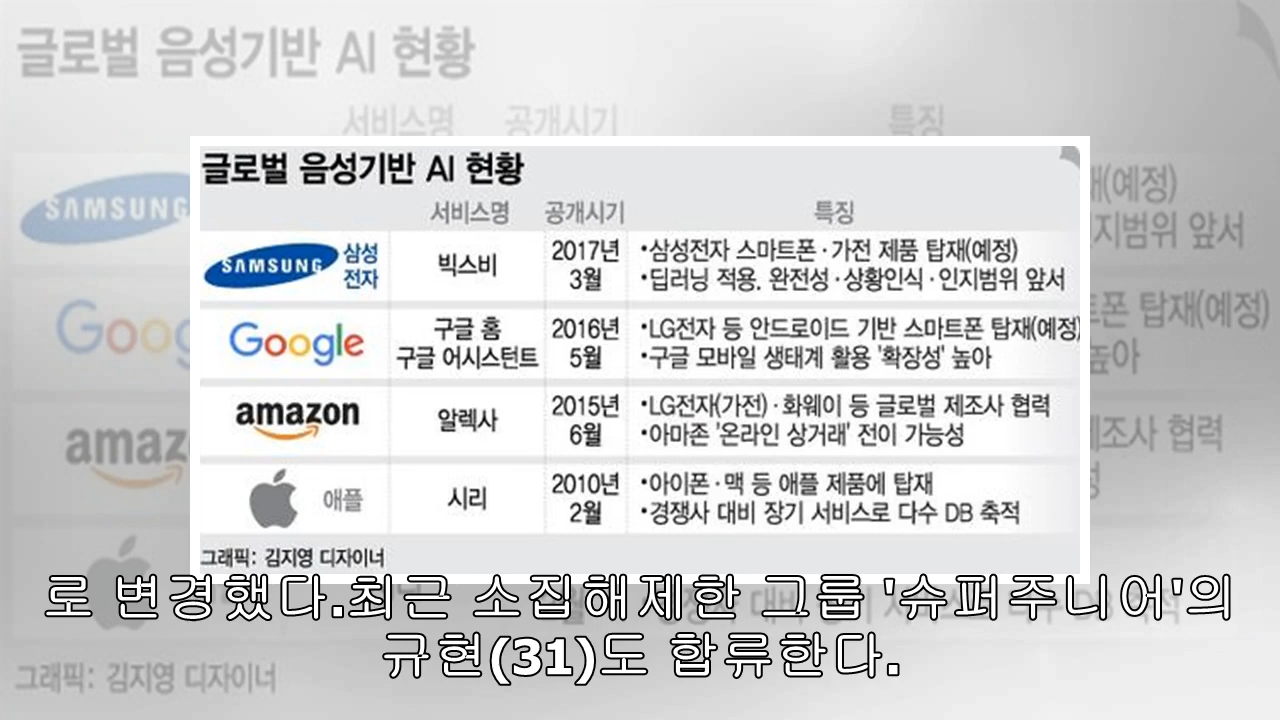 글로벌 음성기반 AI 현황
서비스명 공개시기 특징
SAMSUNG 삼성전자 빅스비 2017년 3월 •삼성전자 스마트폰·가전 제품 탑재(예정)
•딥러닝 적용. 완전성·상황인식·인지범위 앞서
Google 구글 홈 구글 어시스턴트 2016년 5월 •LG전자 등 안드로이드 기반 스마트폰 탑재(예정)
•구글 모바일 생태계 활용 '확장성' 높아
amazon 알렉사 2015년 6월 •LG전자(가전)·화웨이 등 글로벌 제조사 협력
•아마존 '온라인 상거래' 전이 가능성
애플 시리 2010년 2월 •아이폰·맥 등 애플 제품에 탑재
•경쟁사 대비 장기 서비스로 다수 DB 축적
그래픽: 김지영 디자이너
로 변경했다.최근 소집해제한 그룹 '슈퍼주니어'의
규현(31)도 합류한다.